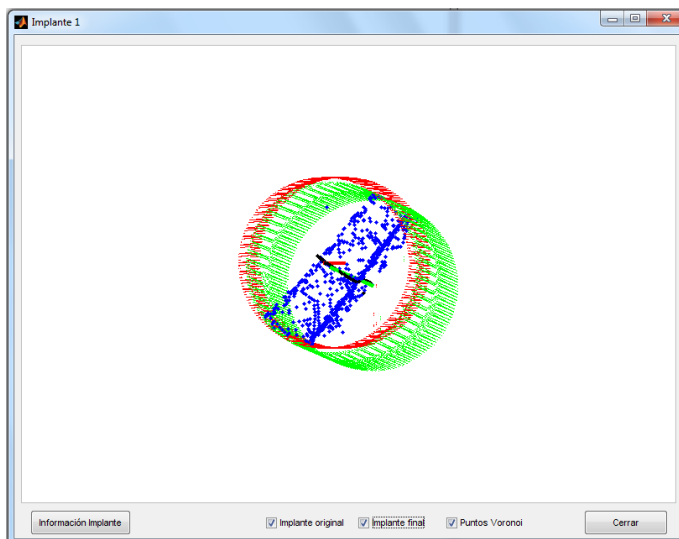 Implante 1
Información Implante
Implante original
Implante final
Puntos Voronoi
Cerrar